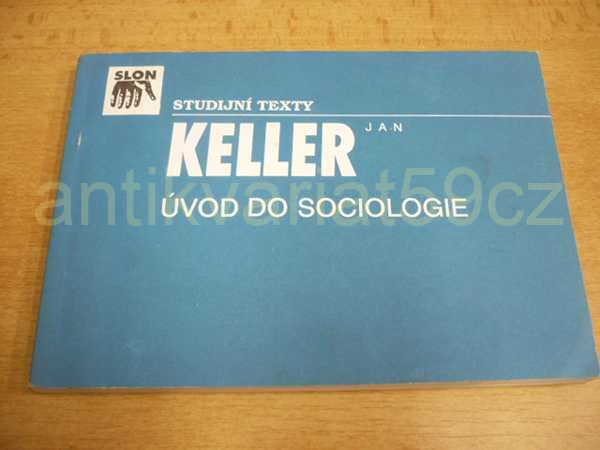 SLON
STUDIJNÍ TEXTY
JAN
KELLER
antikvariat59cz
ÚVOD DO SOCIOLOGIE